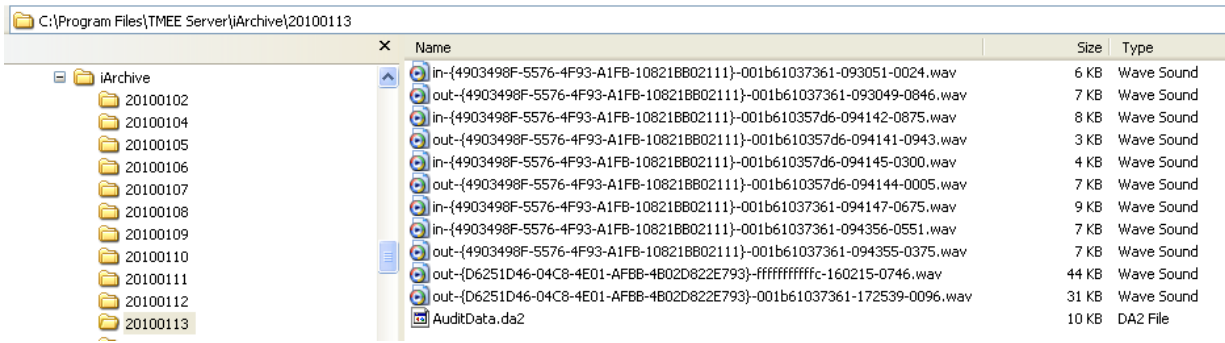 C:\Program Files\TMEE Server\iArchive\20100113
× Name Size Type
iArchive
20100102
20100104
20100105
20100106
20100107
20100108
20100109
20100110
20100111
20100112
20100113
in-{4903498F-5576-4F93-A1FB-10821BB02111}-001b61037361-093051-0024.wav 6 KB Wave Sound
out-{4903498F-5576-4F93-A1FB-10821BB02111}-001b61037361-093049-0846.wav 7 KB Wave Sound
in-{4903498F-5576-4F93-A1FB-10821BB02111}-001b610357d6-094142-0875.wav 8 KB Wave Sound
out-{4903498F-5576-4F93-A1FB-10821BB02111}-001b610357d6-094141-0943.wav 3 KB Wave Sound
in-{4903498F-5576-4F93-A1FB-10821BB02111}-001b610357d6-094145-0300.wav 4 KB Wave Sound
out-{4903498F-5576-4F93-A1FB-10821BB02111}-001b610357d6-094144-0005.wav 7 KB Wave Sound
in-{4903498F-5576-4F93-A1FB-10821BB02111}-001b61037361-094147-0675.wav 9 KB Wave Sound
in-{4903498F-5576-4F93-A1FB-10821BB02111}-001b61037361-094356-0551.wav 7 KB Wave Sound
out-{4903498F-5576-4F93-A1FB-10821BB02111}-001b61037361-094355-0375.wav 7 KB Wave Sound
out-{D6251D46-04C8-4E01-AFBB-4B02D822E793}-fffffffffffc-160215-0746.wav 44 KB Wave Sound
out-{D6251D46-04C8-4E01-AFBB-4B02D822E793}-001b61037361-172539-0096.wav 31 KB Wave Sound
AuditData.da2 10 KB DA2 File